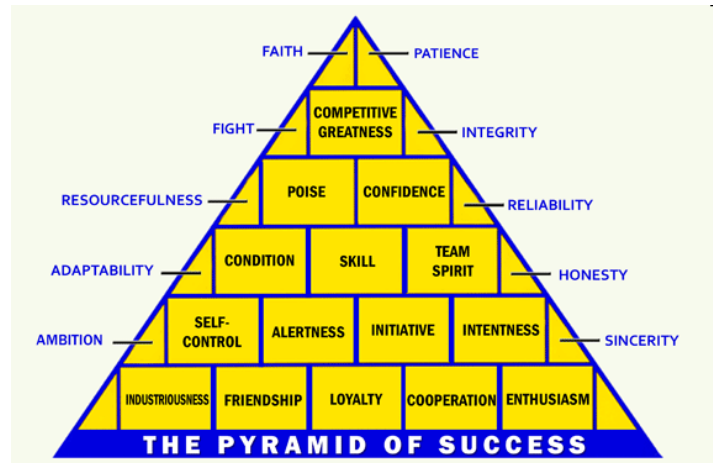 FAITH
PATIENCE
COMPETITIVE
GREATNESS
FIGHT
INTEGRITY
POISE
CONFIDENCE
RESOURCEFULNESS
RELIABILITY
CONDITION
SKILL
TEAM
SPIRIT
ADAPTABILITY
HONESTY
SELF-
CONTROL
ALERTNESS
INITIATIVE
INTENTNESS
AMBITION
SINCERITY
INDUSTRIOUSNESS
FRIENDSHIP
LOYALTY
COOPERATION
ENTHUSIASM
THE PYRAMID OF SUCCESS